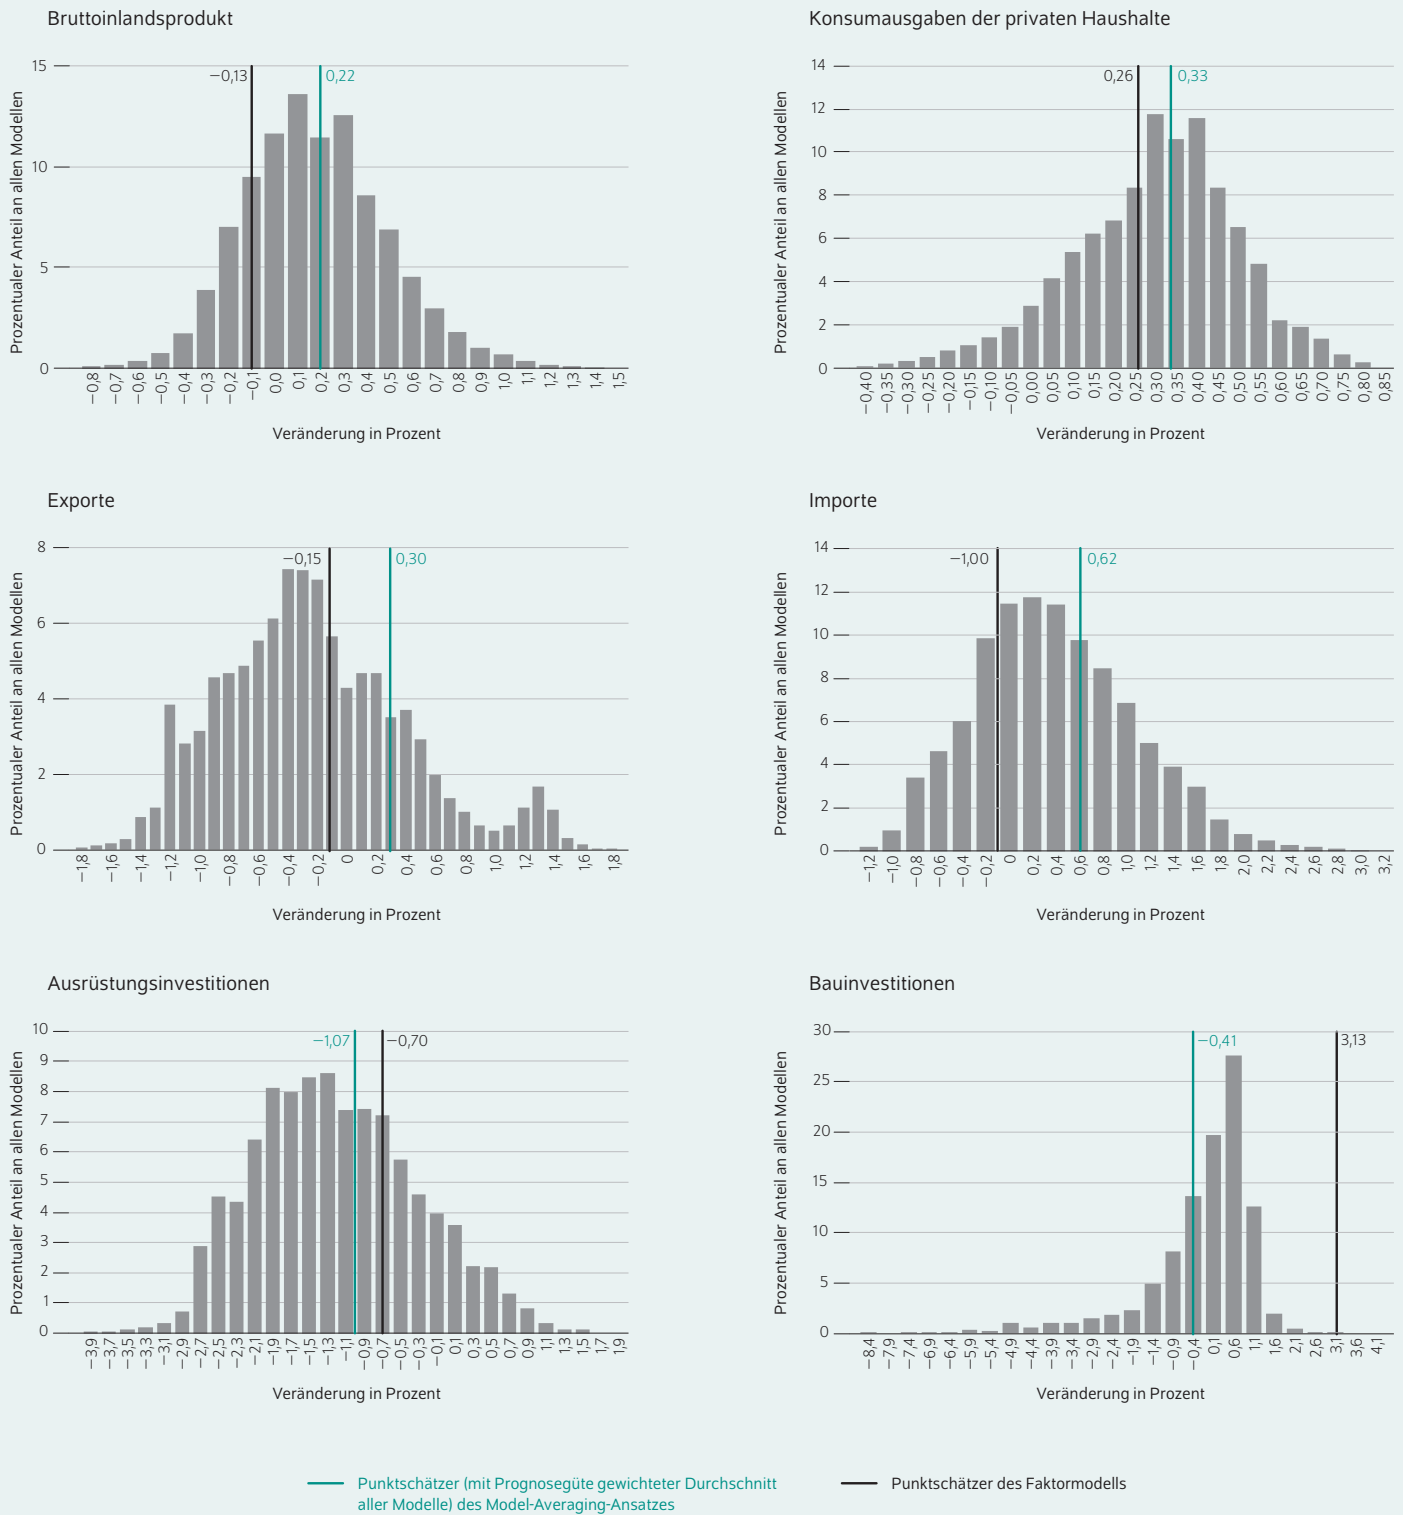 Bruttoinlandsprodukt
Prozentualer Anteil an allen Modellen
15
10
5
0
−0,13
0,22
−0,8 −0,7 −0,6 −0,5 −0,4 −0,3 −0,2 −0,1 0,0 0,1 0,2 0,3 0,4 0,5 0,6 0,7 0,8 0,9 1,0 1,1 1,2 1,3 1,4 1,5
Veränderung in Prozent
Konsumausgaben der privaten Haushalte
Prozentualer Anteil an allen Modellen
14
12
10
8
6
4
2
0
0,26
0,33
−0,40 −0,35 −0,30 −0,25 −0,20 −0,15 −0,10 −0,05 0,00 0,05 0,10 0,15 0,20 0,25 0,30 0,35 0,40 0,45 0,50 0,55 0,60 0,65 0,70 0,75 0,80 0,85
Veränderung in Prozent
Exporte
Prozentualer Anteil an allen Modellen
8
6
4
2
0
−0,15
0,30
−1,8 −1,6 −1,4 −1,2 −1,0 −0,8 −0,6 −0,4 −0,2 0 0,2 0,4 0,6 0,8 1,0 1,2 1,4 1,6 1,8
Veränderung in Prozent
Importe
Prozentualer Anteil an allen Modellen
14
12
10
8
6
4
2
0
−1,00
0,62
−1,2 −1,0 −0,8 −0,6 −0,4 −0,2 0 0,2 0,4 0,6 0,8 1,0 1,2 1,4 1,6 1,8 2,0 2,2 2,4 2,6 2,8 3,0 3,2
Veränderung in Prozent
Ausrüstungsinvestitionen
Prozentualer Anteil an allen Modellen
10
9
8
7
6
5
4
3
2
1
0
−1,07
−0,70
−3,9 −3,7 −3,5 −3,3 −3,1 −2,9 −2,7 −2,5 −2,3 −2,1 −1,9 −1,7 −1,5 −1,3 −1,1 −0,9 −0,7 −0,5 −0,3 −0,1 0,1 0,3 0,5 0,7 0,9 1,1 1,3 1,5 1,7 1,9
Veränderung in Prozent
Bauinvestitionen
Prozentualer Anteil an allen Modellen
30
25
20
15
10
5
0
−0,41
3,13
−8,4 −7,9 −7,4 −6,9 −6,4 −5,9 −5,4 −4,9 −4,4 −3,9 −3,4 −2,9 −2,4 −1,9 −1,4 −0,9 −0,4 0,1 0,6 1,1 1,6 2,1 2,6 3,1 3,6 4,1
Veränderung in Prozent
Punktschätzer (mit Prognosegüte gewichteter Durchschnitt
aller Modelle) des Model-Averaging-Ansatzes
Punktschätzer des Faktormodells